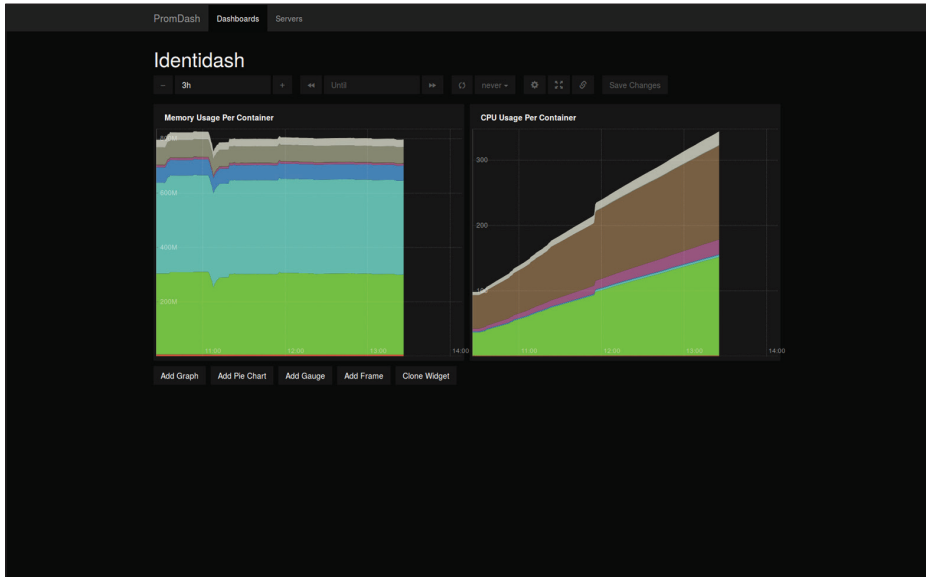 PromDash Dashboards Servers
Identidash
− 3h + Until never Save Changes
Memory Usage Per Container
800M
600M
400M
200M
11:00 12:00 13:00 14:00
CPU Usage Per Container
300
200
11:00 12:00 13:00 14:00
Add Graph Add Pie Chart Add Gauge Add Frame Clone Widget